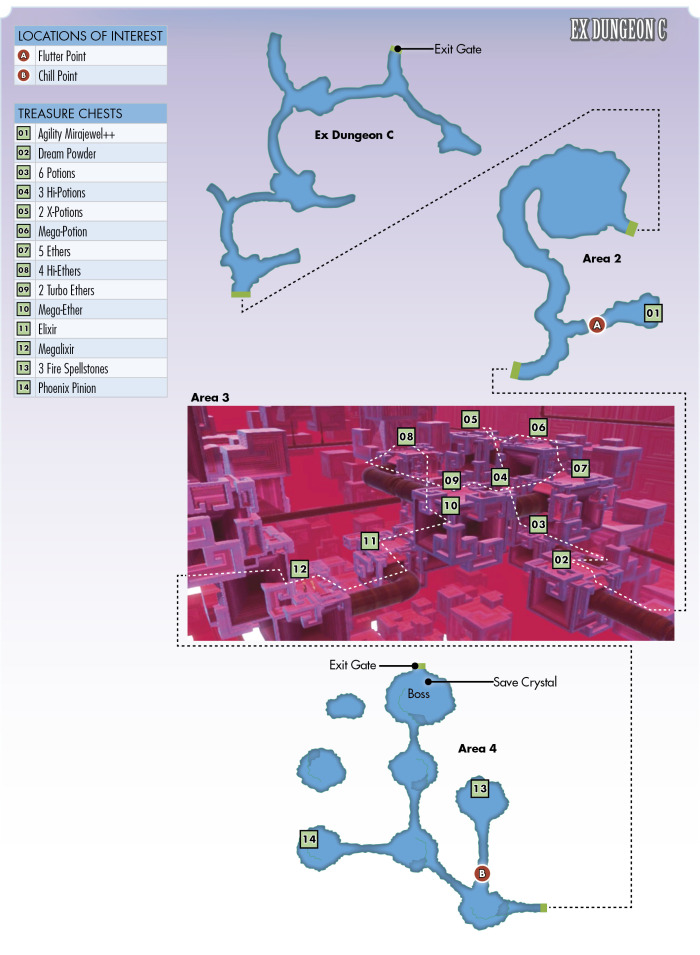 EX DUNGEON C
LOCATIONS OF INTEREST
A Flutter Point
B Chill Point
TREASURE CHESTS
01 Agility Mirajewel++
02 Dream Powder
03 6 Potions
04 3 Hi-Potions
05 2 X-Potions
06 Mega-Potion
07 5 Ethers
08 4 Hi-Ethers
09 2 Turbo Ethers
10 Mega-Ether
11 Elixir
12 Megalixir
13 3 Fire Spellstones
14 Phoenix Pinion
Exit Gate
Ex Dungeon C
Area 2
A
01
Area 3
05
06
08
07
04
09
10
03
11
02
12
Exit Gate
Save Crystal
Boss
Area 4
13
14
B